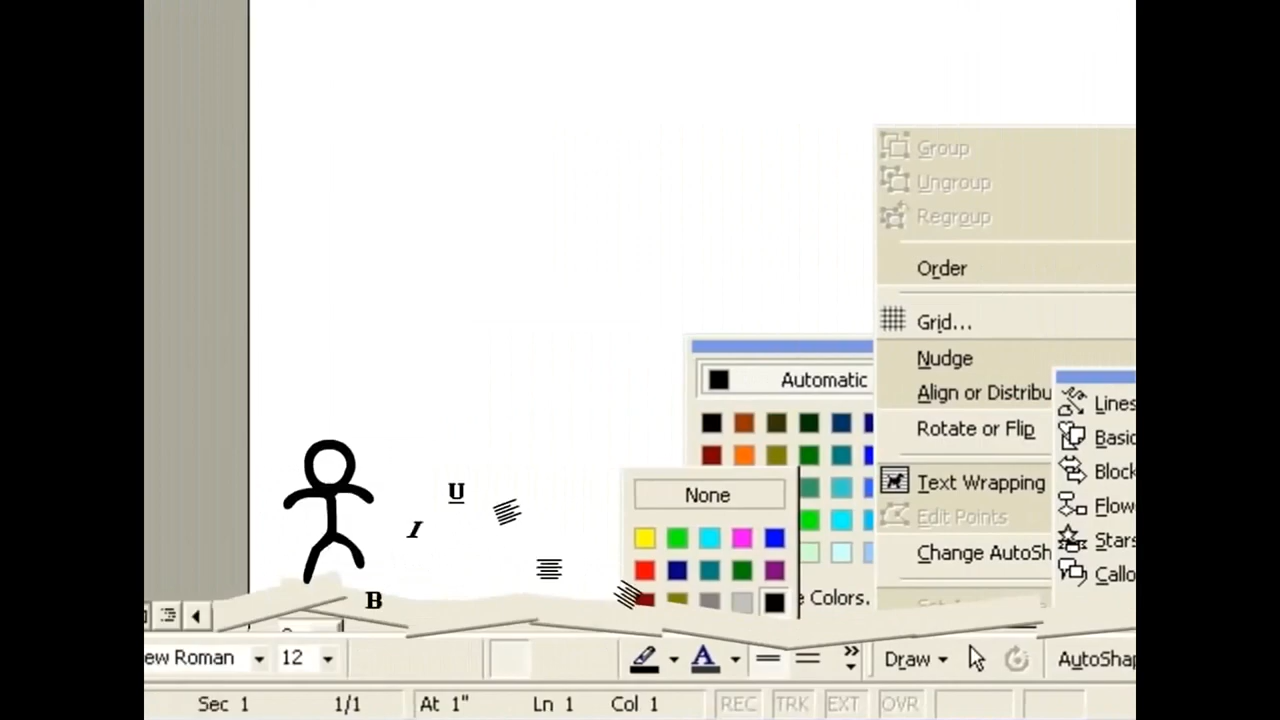 Group
Ungroup
Regroup
Order
Grid...
Nudge
Automatic
Align or Distribu
Lines
Rotate or Flip
Basic
Block
Text Wrapping
None
U
Flow
Edit Points
I
Stars
Change AutoSh
Callo
e Colors.
B
ew Roman
12
A
Draw
AutoShap
Sec 1
1/1
At 1"
Ln 1
Col 1
REC
TRK
EXT
OVR